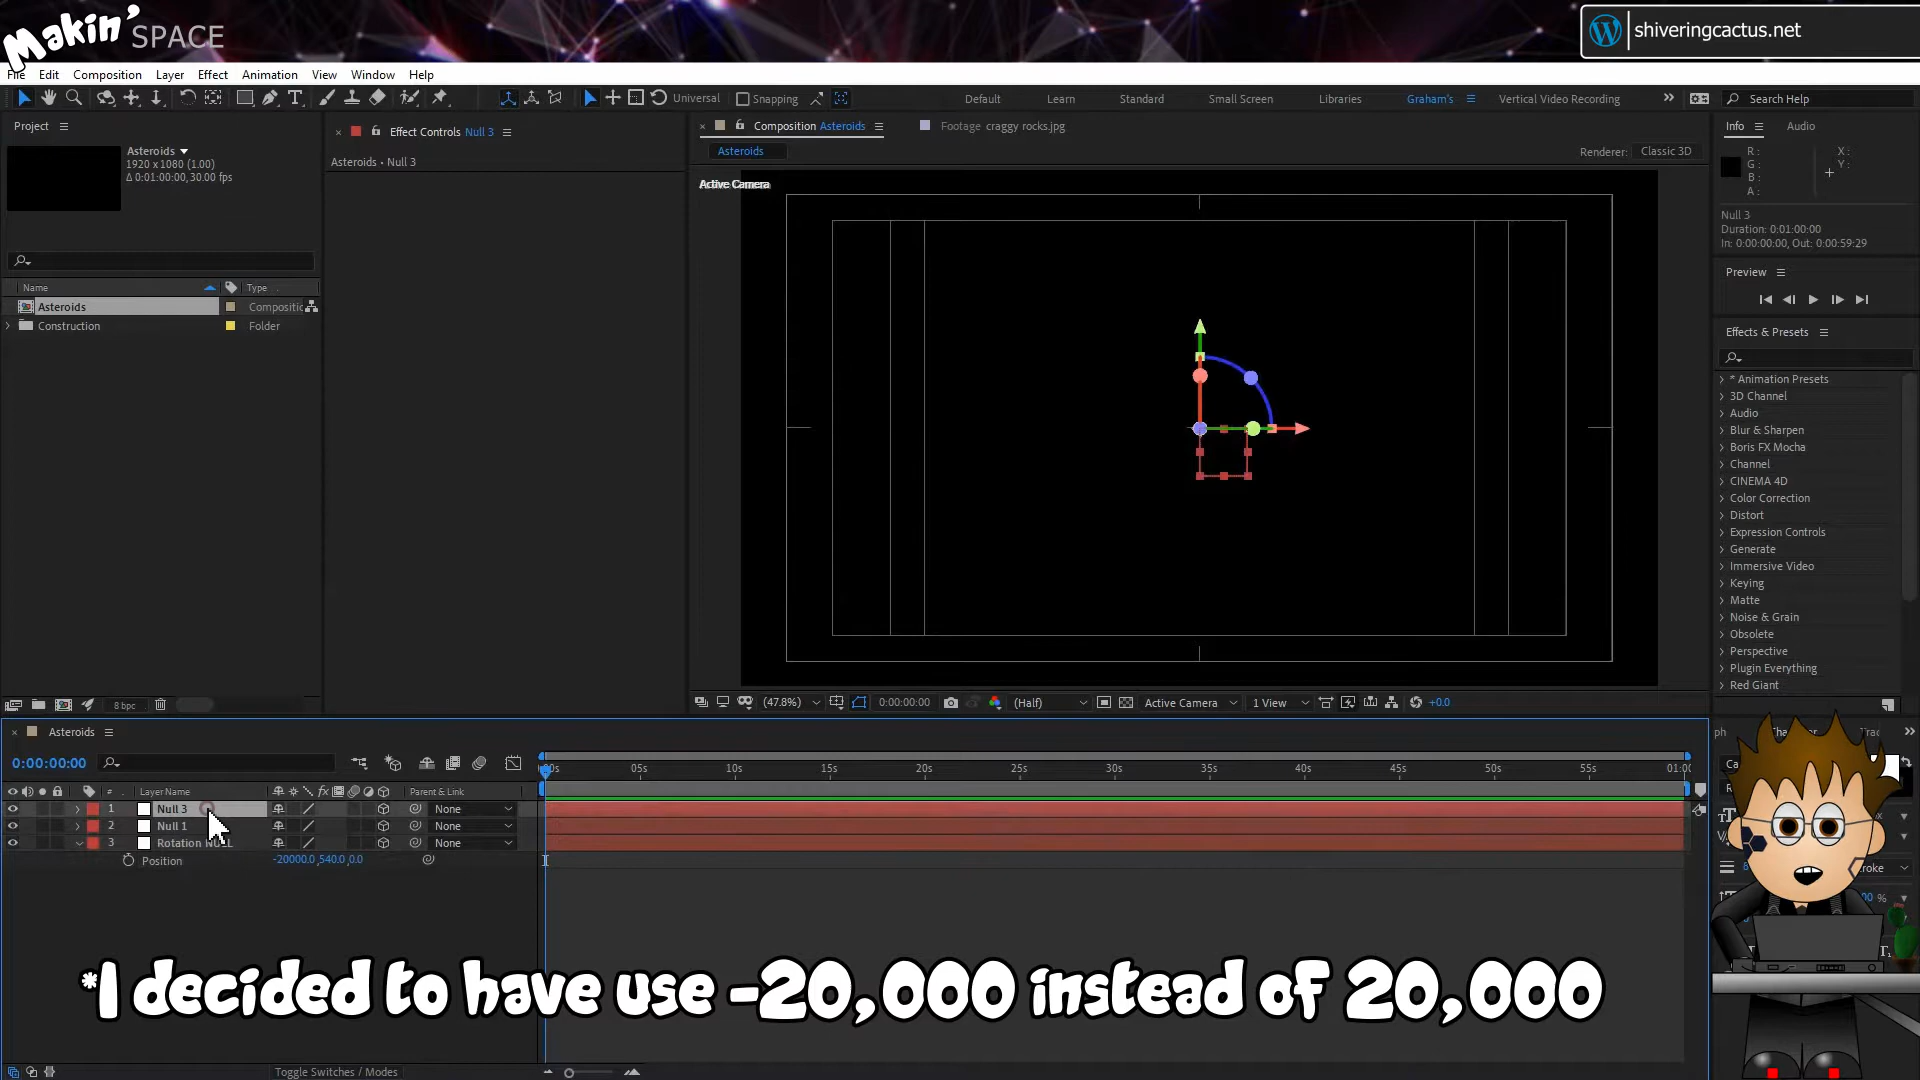 Makin' SPACE
shiveringcactus.net
File Edit Composition Layer Effect Animation View Window Help
Universal Snapping Default Learn Standard Small Screen Libraries Graham's Vertical Video Recording Search Help
Project
Asteroids
1920 x 1080 (1.00)
Δ 0:01:00:00, 30.00 fps
Name Type
Asteroids Compositic
Construction Folder
8 bpc
Effect Controls Null 3
Asteroids • Null 3
Composition Asteroids Footage craggy rocks.jpg
Asteroids
Renderer: Classic 3D
Active Camera
(47.8%) 0:00:00:00 (Half) Active Camera 1 View +0.0
Info Audio
R : X :
G : Y :
B :
A :
Null 3
Duration: 0:01:00:00
In: 0:00:00:00, Out: 0:00:59:29
Preview
Effects & Presets
* Animation Presets
3D Channel
Audio
Blur & Sharpen
Boris FX Mocha
Channel
CINEMA 4D
Color Correction
Distort
Expression Controls
Generate
Immersive Video
Keying
Matte
Noise & Grain
Obsolete
Perspective
Plugin Everything
Red Giant
Asteroids
0:00:00:00
05s 10s 15s 20s 25s 30s 35s 40s 45s 50s 55s
# Layer Name Parent & Link
1 Null 3 None
2 Null 1 None
3 Rotation NULL None
Position -20000.0,540.0,0.0
*I decided to have use -20,000 instead of 20,000
Toggle Switches / Modes